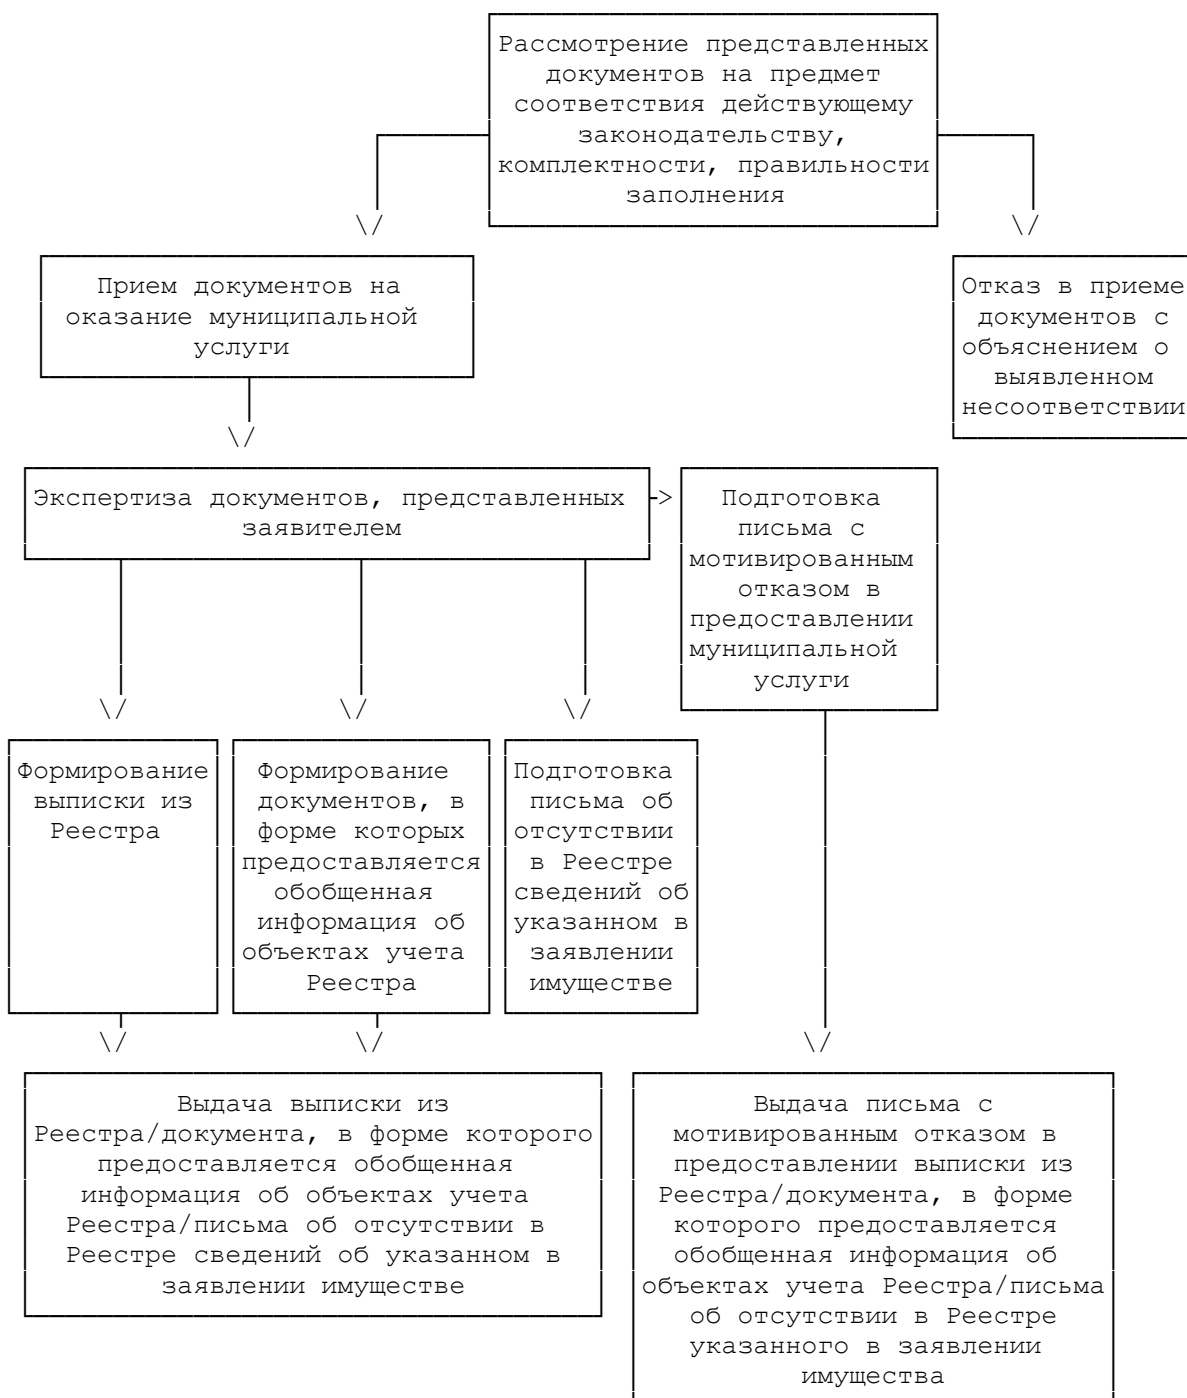 Рассмотрение представленных
документов на предмет
соответствия действующему
законодательству,
комплектности, правильности
заполнения
\/
\/
Прием документов на
оказание муниципальной
услуги
Отказ в приеме
документов с
объяснением о
выявленном
несоответствии
\/
Экспертиза документов, представленных
заявителем
->
Подготовка
письма с
мотивированным
отказом в
предоставлении
муниципальной
услуги
\/
\/
\/
Формирование
выписки из
Реестра
Формирование
документов, в
форме которых
предоставляется
обобщенная
информация об
объектах учета
Реестра
Подготовка
письма об
отсутствии
в Реестре
сведений об
указанном в
заявлении
имуществе
\/
\/
\/
Выдача выписки из
Реестра/документа, в форме которого
предоставляется обобщенная
информация об объектах учета
Реестра/письма об отсутствии в
Реестре сведений об указанном в
заявлении имуществе
Выдача письма с
мотивированным отказом в
предоставлении выписки из
Реестра/документа, в форме
которого предоставляется
обобщенная информация об
объектах учета Реестра/письма
об отсутствии в Реестре
указанного в заявлении
имущества